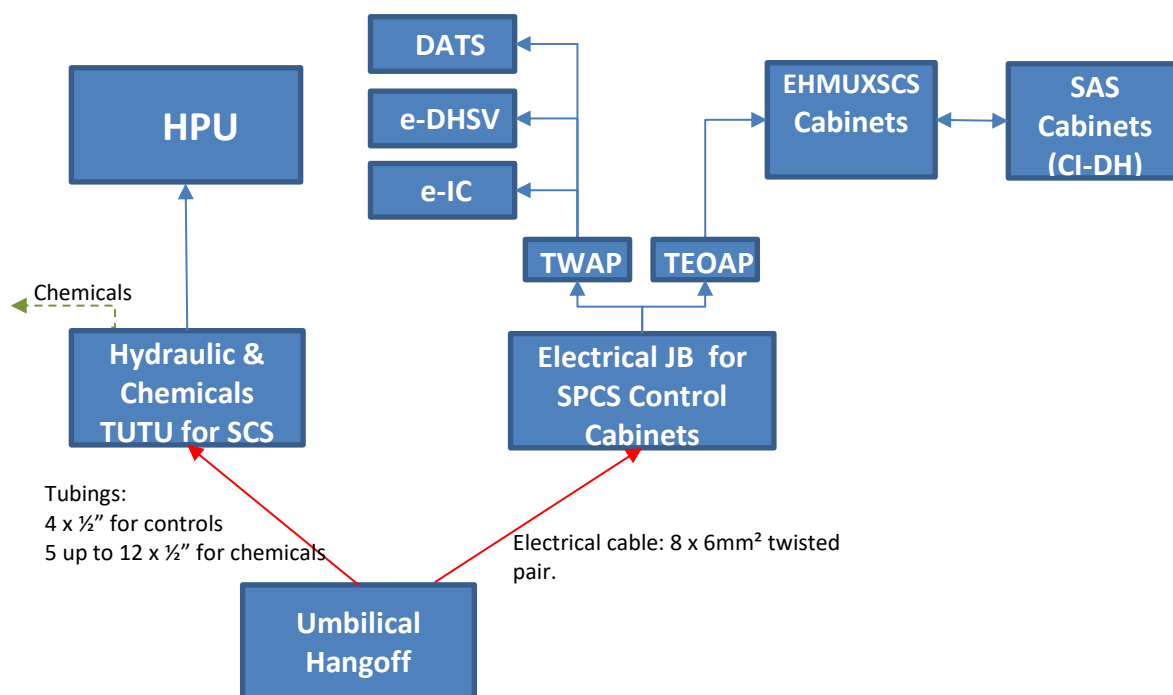 DATS
HPU
EHMUXSCS
Cabinets
SAS
Cabinets
(CI-DH)
e-DHSV
e-IC
TWAP
TEOAP
Chemicals
Hydraulic &
Chemicals
TUTU for SCS
Electrical JB for
SPCS Control
Cabinets
Tubings:
4 x ½” for controls
5 up to 12 x ½” for chemicals
Electrical cable: 8 x 6mm² twisted
pair.
Umbilical
Hangoff